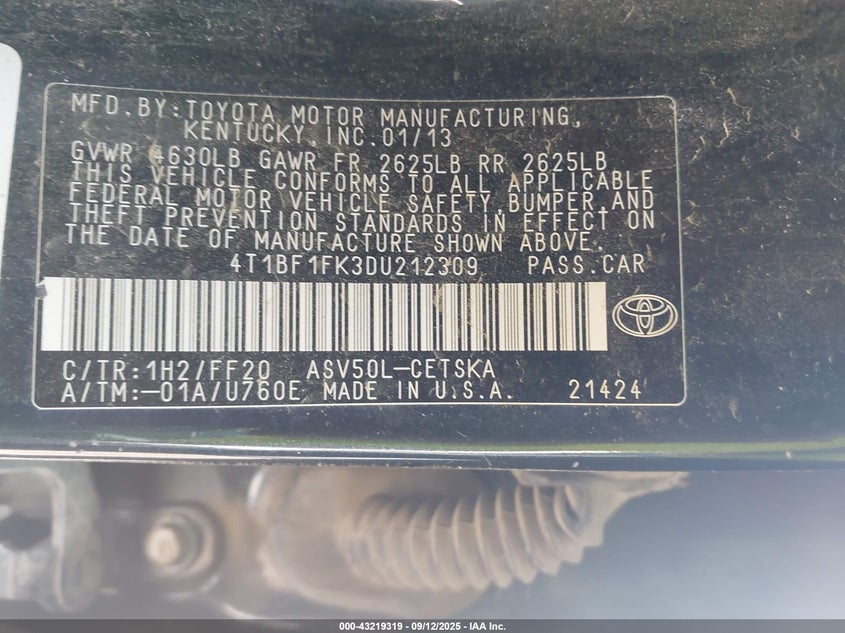 MFD.BY:TOYOTA MOTOR MANUFACTURING,
KENTUCKY,INC.01/13
GVWR 4630LB GAWR FR 2625LB RR 2625LB
THIS VEHICLE CONFORMS TO ALL APPLICABLE
FEDERAL MOTOR VEHICLE SAFETY,BUMPER,AND
THEFT PREVENTION STANDARDS IN EFFECT ON
THE DATE OF MANUFACTURE SHOWN ABOVE.
4T1BF1FK3DU212309 PASS.CAR
C/TR:1H2/FF20 ASV50L-CETSKA
A/TM:-01A/U760E MADE IN U.S.A. 21424
000-43219319 - 09/12/2025 - IAA Inc.